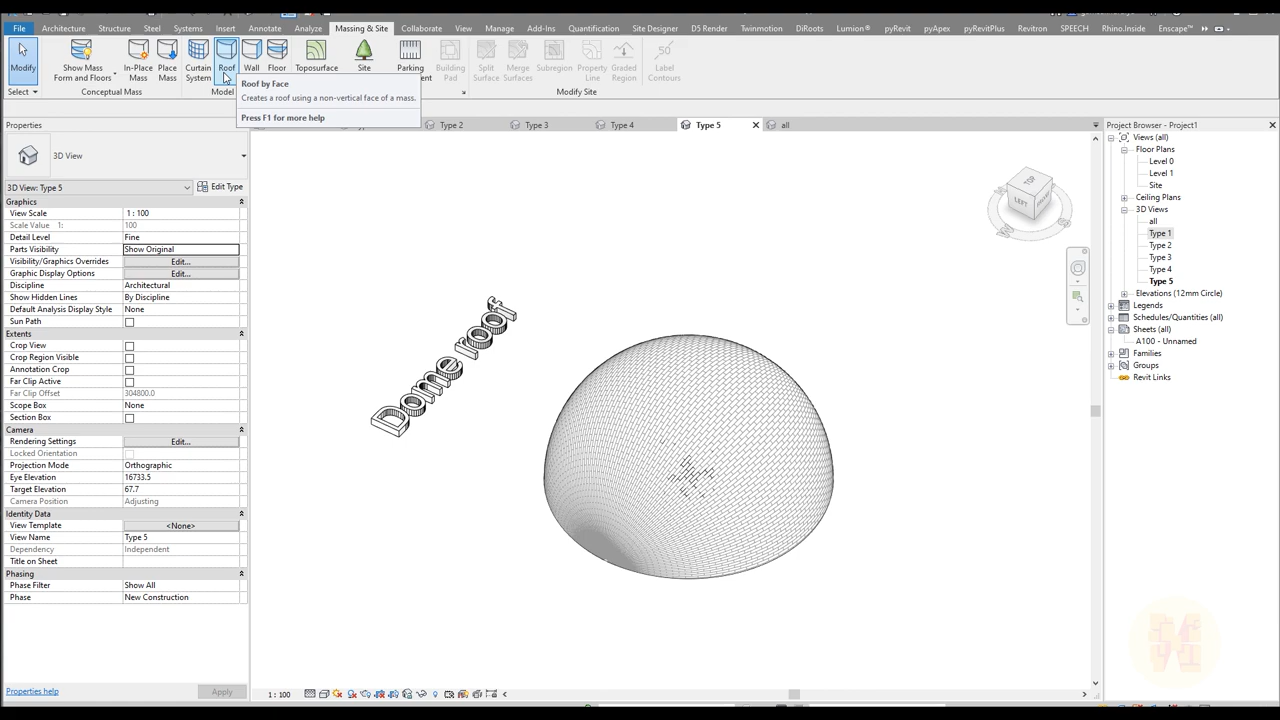 File Architecture Structure Steel Systems Insert Annotate Analyze Massing & Site Collaborate View Manage Add-Ins Quantification Site Designer D5 Render Twinmotion DiRoots Lumion® pyRevit pyApex pyRevitPlus Revitron SPEECH Rhino.Inside Enscape™
Modify
Show Mass
Form and Floors
In-Place
Mass
Place
Mass
Curtain
System
Roof
Wall
Floor
Toposurface
Site
Parking
Building
Pad
Split
Surface
Merge
Surfaces
Subregion
Property
Line
Graded
Region
Label
Contours
Select
Conceptual Mass
Model
Modify Site
Roof by Face
Creates a roof using a non-vertical face of a mass.
Press F1 for more help
Properties
3D View
3D View: Type 5
Edit Type
Graphics
View Scale 1 : 100
Scale Value 1: 100
Detail Level Fine
Parts Visibility Show Original
Visibility/Graphics Overrides Edit...
Graphic Display Options Edit...
Discipline Architectural
Show Hidden Lines By Discipline
Default Analysis Display Style None
Sun Path
Extents
Crop View
Crop Region Visible
Annotation Crop
Far Clip Active
Far Clip Offset 304800.0
Scope Box None
Section Box
Camera
Rendering Settings Edit...
Locked Orientation
Projection Mode Orthographic
Eye Elevation 16733.5
Target Elevation 67.7
Camera Position Adjusting
Identity Data
View Template <None>
View Name Type 5
Dependency Independent
Title on Sheet
Phasing
Phase Filter Show All
Phase New Construction
Properties help
Apply
Type 2
Type 3
Type 4
Type 5
all
Dome roof
TOP
LEFT
1 : 100
Project Browser - Project1
Views (all)
Floor Plans
Level 0
Level 1
Site
Ceiling Plans
3D Views
all
Type 1
Type 2
Type 3
Type 4
Type 5
Elevations (12mm Circle)
Legends
Schedules/Quantities (all)
Sheets (all)
A100 - Unnamed
Families
Groups
Revit Links